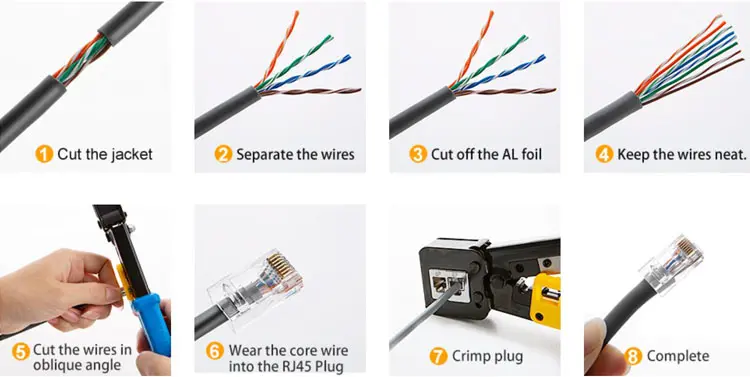 1 Cut the jacket
2 Separate the wires
3 Cut off the AL foil
4 Keep the wires neat.
5 Cut the wires in
oblique angle
6 Wear the core wire
into the RJ45 Plug
7 Crimp plug
8 Complete